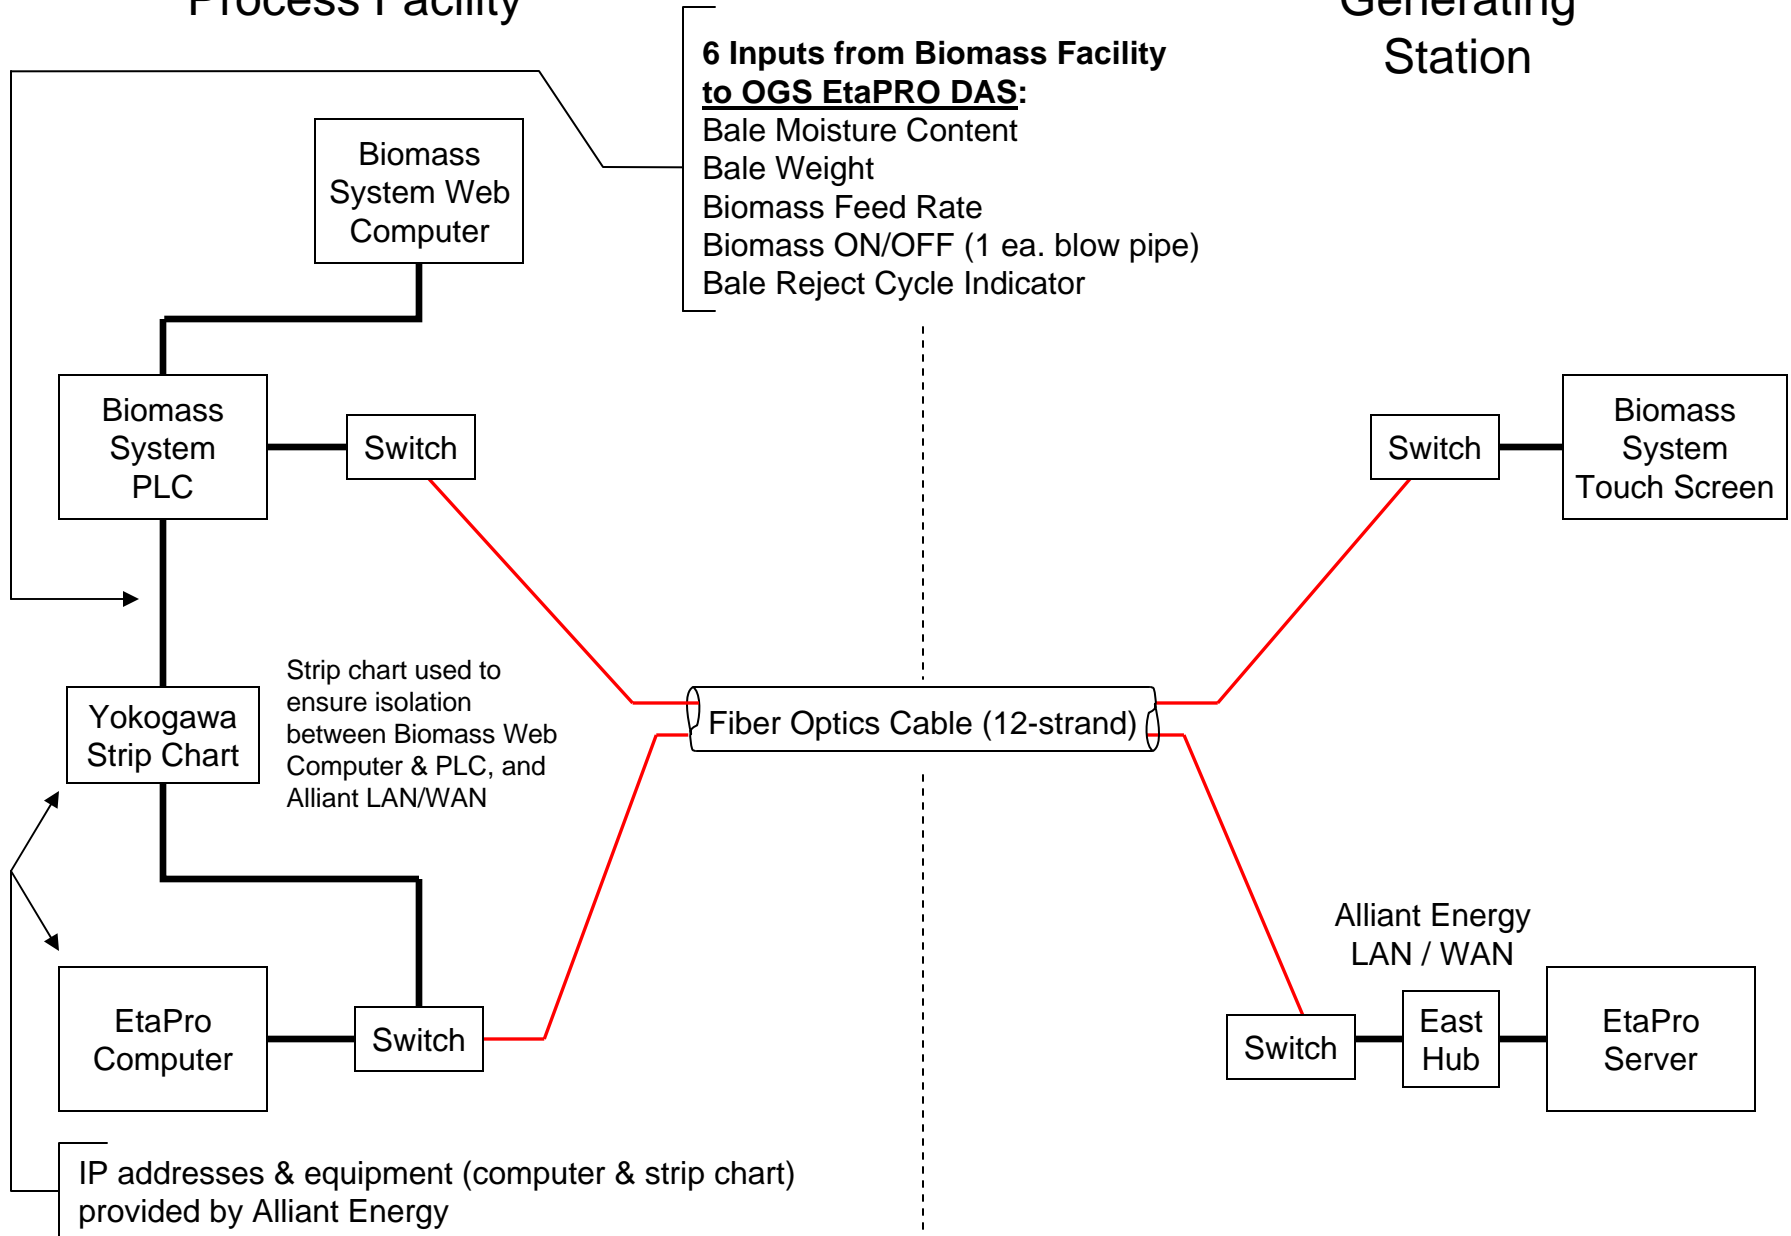 Process Facility
Generating
Station
6 Inputs from Biomass Facility
to OGS EtaPRO DAS:
Bale Moisture Content
Bale Weight
Biomass Feed Rate
Biomass ON/OFF (1 ea. blow pipe)
Bale Reject Cycle Indicator
Biomass
System Web
Computer
Biomass
System
PLC
Switch
Switch
Biomass
System
Touch Screen
Strip chart used to
ensure isolation
between Biomass Web
Computer & PLC, and
Alliant LAN/WAN
Yokogawa
Strip Chart
Fiber Optics Cable (12-strand)
Alliant Energy
LAN / WAN
EtaPro
Computer
Switch
Switch
East
Hub
EtaPro
Server
IP addresses & equipment (computer & strip chart)
provided by Alliant Energy